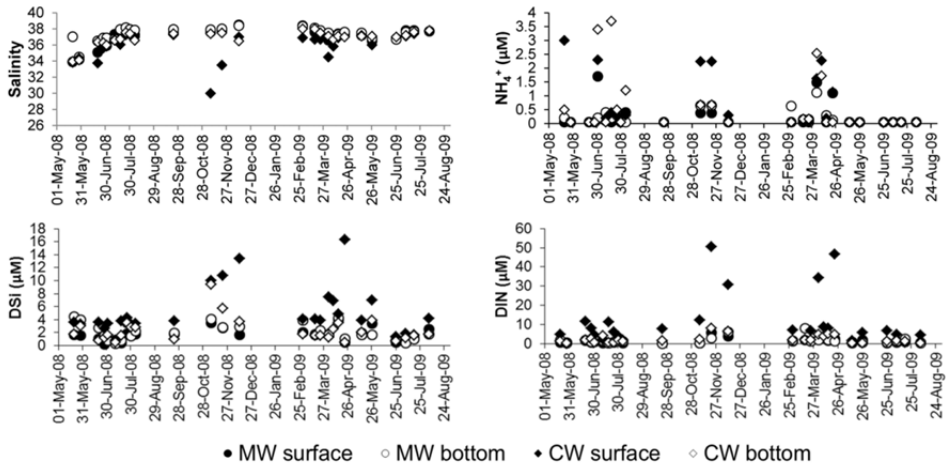 40
38
36
34
32
30
28
26
Salinity
01-May-08
31-May-08
30-Jun-08
30-Jul-08
29-Aug-08
28-Sep-08
28-Oct-08
27-Nov-08
27-Dec-08
26-Jan-09
25-Feb-09
27-Mar-09
26-Apr-09
26-May-09
25-Jun-09
25-Jul-09
24-Aug-09
4
3.5
3
2.5
2
1.5
1
0.5
0
NH₄⁺ (µM)
01-May-08
31-May-08
30-Jun-08
30-Jul-08
29-Aug-08
28-Sep-08
28-Oct-08
27-Nov-08
27-Dec-08
26-Jan-09
25-Feb-09
27-Mar-09
26-Apr-09
26-May-09
25-Jun-09
25-Jul-09
24-Aug-09
18
16
14
12
10
8
6
4
2
0
DSI (µM)
01-May-08
31-May-08
30-Jun-08
30-Jul-08
29-Aug-08
28-Sep-08
28-Oct-08
27-Nov-08
27-Dec-08
26-Jan-09
25-Feb-09
27-Mar-09
26-Apr-09
26-May-09
25-Jun-09
25-Jul-09
24-Aug-09
60
50
40
30
20
10
0
DIN (µM)
01-May-08
31-May-08
30-Jun-08
30-Jul-08
29-Aug-08
28-Sep-08
28-Oct-08
27-Nov-08
27-Dec-08
26-Jan-09
25-Feb-09
27-Mar-09
26-Apr-09
26-May-09
25-Jun-09
25-Jul-09
24-Aug-09
MW surface MW bottom CW surface CW bottom